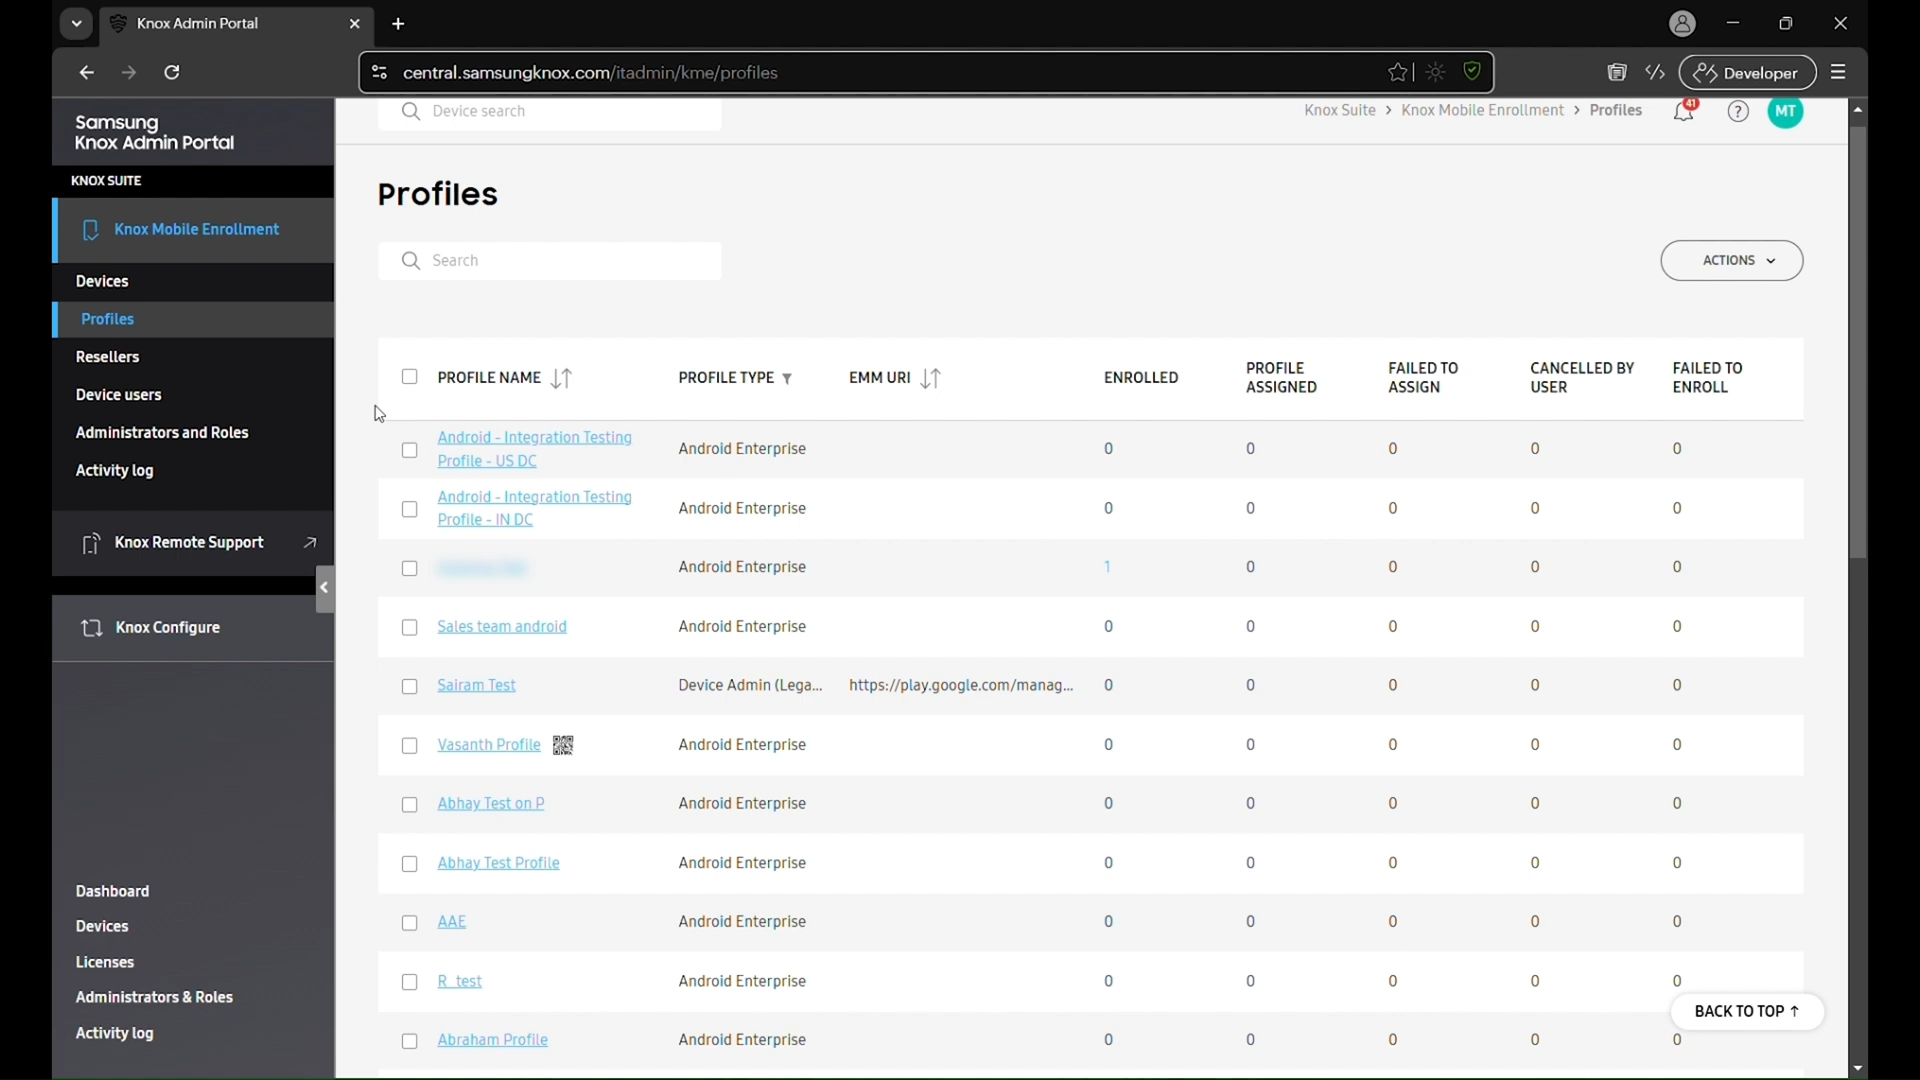 Knox Admin Portal
central.samsungknox.com/itadmin/kme/profiles
Developer
Samsung
Knox Admin Portal
KNOX SUITE
Knox Mobile Enrollment
Devices
Profiles
Resellers
Device users
Administrators and Roles
Activity log
Knox Remote Support
Knox Configure
Dashboard
Devices
Licenses
Administrators & Roles
Activity log
Device search
Knox Suite > Knox Mobile Enrollment > Profiles
41
?
MT
Profiles
Search
ACTIONS
PROFILE NAME PROFILE TYPE EMM URI ENROLLED PROFILE ASSIGNED FAILED TO ASSIGN CANCELLED BY USER FAILED TO ENROLL
Android - Integration Testing
Profile - US DC Android Enterprise 0 0 0 0 0
Android - Integration Testing
Profile - IN DC Android Enterprise 0 0 0 0 0
Android Enterprise 1 0 0 0 0
Sales team android Android Enterprise 0 0 0 0 0
Sairam Test Device Admin (Lega... https://play.google.com/manag... 0 0 0 0 0
Vasanth Profile Android Enterprise 0 0 0 0 0
Abhay Test on P Android Enterprise 0 0 0 0 0
Abhay Test Profile Android Enterprise 0 0 0 0 0
AAE Android Enterprise 0 0 0 0 0
R_test Android Enterprise 0 0 0 0 0
Abraham Profile Android Enterprise 0 0 0 0 0
BACK TO TOP ↑